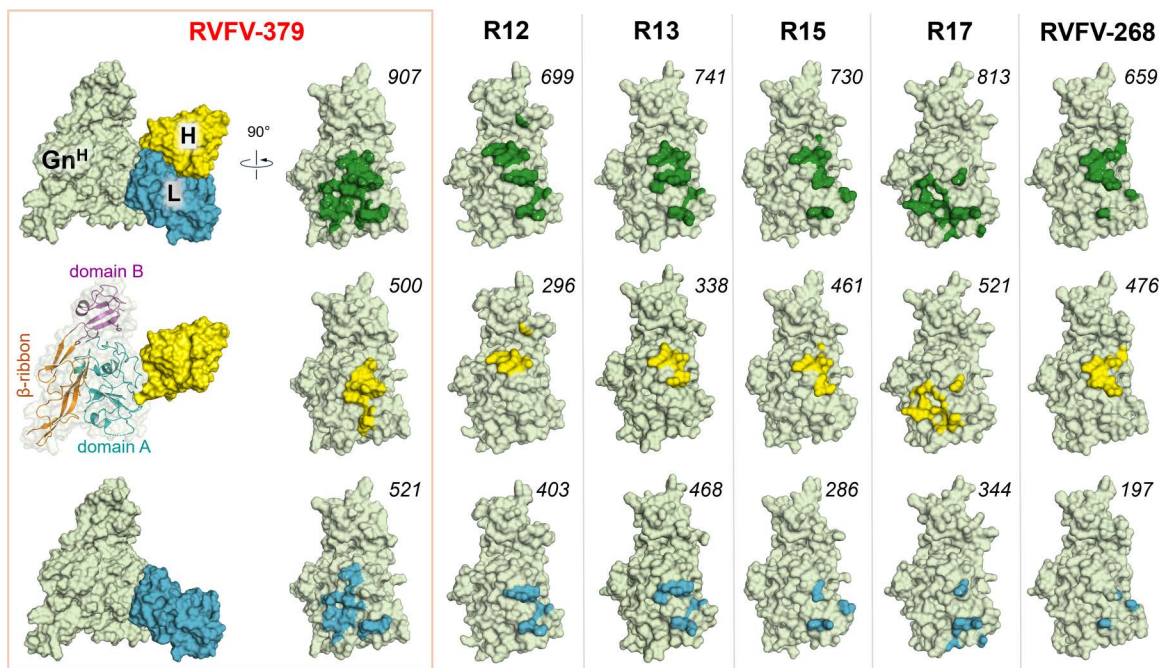 RVFV-379 R12 R13 R15 R17 RVFV-268
907 699 741 730 813 659
H
90°
Gnᴴ
L
domain B
500 296 338 461 521 476
β-ribbon
domain A
521 403 468 286 344 197